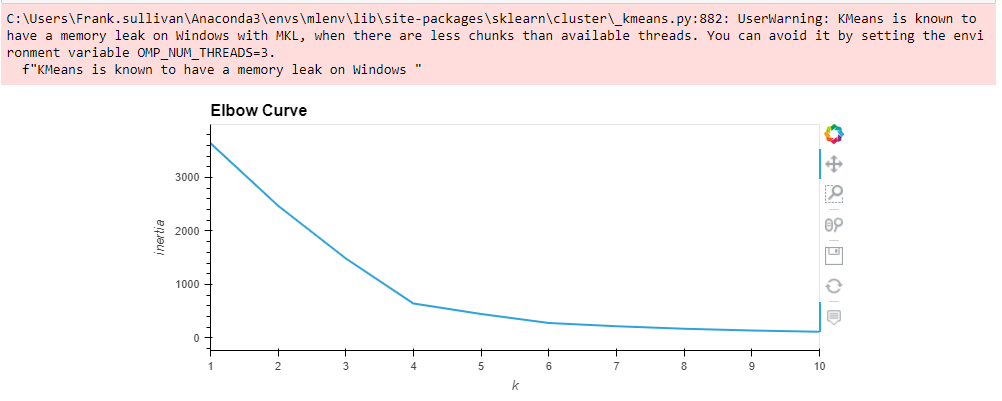 C:\Users\Frank.sullivan\Anaconda3\envs\mlenv\lib\site-packages\sklearn\cluster\_kmeans.py:882: UserWarning: KMeans is known to
have a memory leak on Windows with MKL, when there are less chunks than available threads. You can avoid it by setting the envi
ronment variable OMP_NUM_THREADS=3.
  f"KMeans is known to have a memory leak on Windows "
Elbow Curve
3000
2000
1000
0
inertia
1 2 3 4 5 6 7 8 9 10
k